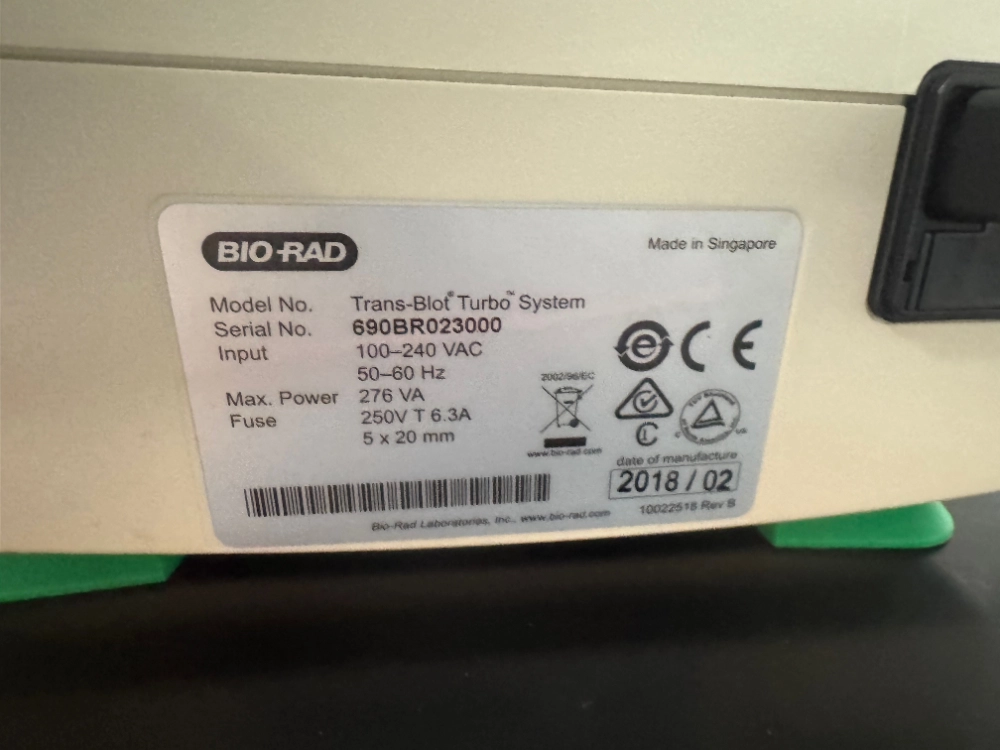 BIO-RAD
Made in Singapore
Model No. Trans-Blot® Turbo™ System
Serial No. 690BR023000
Input 100–240 VAC
50–60 Hz
Max. Power 276 VA
Fuse 250V T 6.3A
5 x 20 mm
2002/96/EC
www.bio-rad.com
date of manufacture
2018 / 02
Bio-Rad Laboratories, Inc., www.bio-rad.com
10022518 Rev B